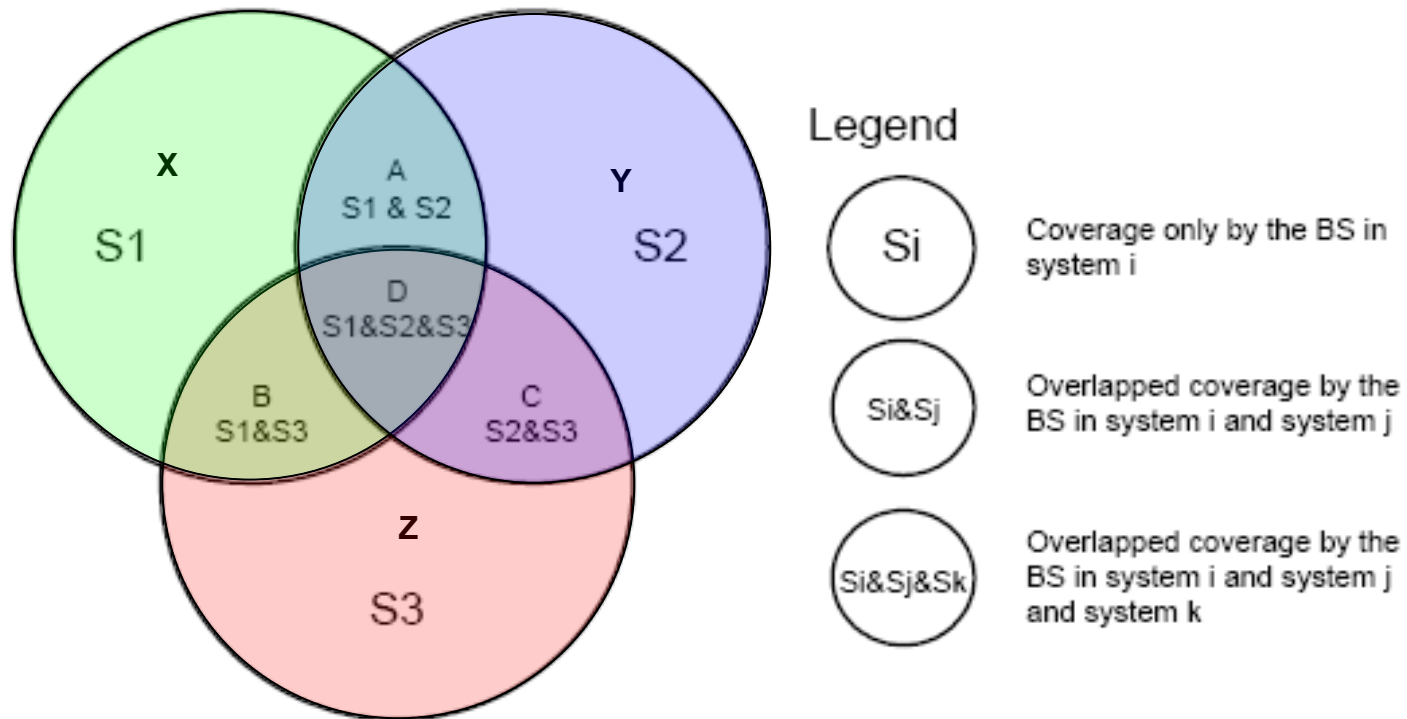 X
S1
A
S1 & S2
Y
S2
D
S1&S2&S3
B
S1&S3
C
S2&S3
Z
S3
Legend
Si
Coverage only by the BS in
system i
Si&Sj
Overlapped coverage by the
BS in system i and system j
Si&Sj&Sk
Overlapped coverage by the
BS in system i and system j
and system k